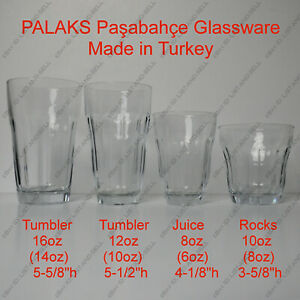 PALAKS Paşabahçe Glassware
Made in Turkey
Tumbler Tumbler Juice Rocks
16oz 12oz 8oz 10oz
(14oz) (10oz) (6oz) (8oz)
5-5/8"h 5-1/2"h 4-1/8"h 3-5/8"h